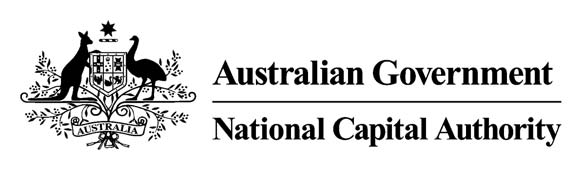 Australian Government
National Capital Authority
AUSTRALIA